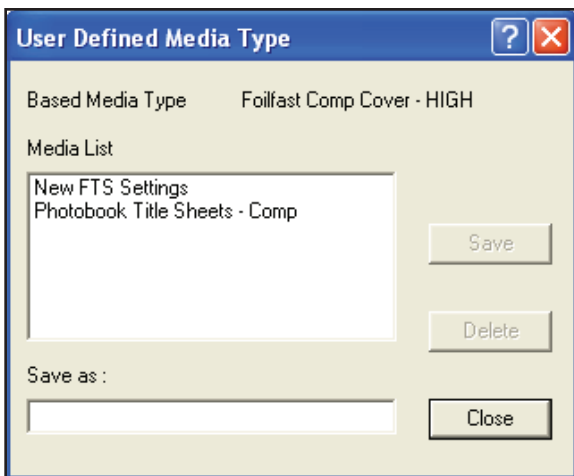 User Defined Media Type
Based Media Type Foilfast Comp Cover - HIGH
Media List
New FTS Settings
Photobook Title Sheets - Comp
Save
Delete
Save as :
Close